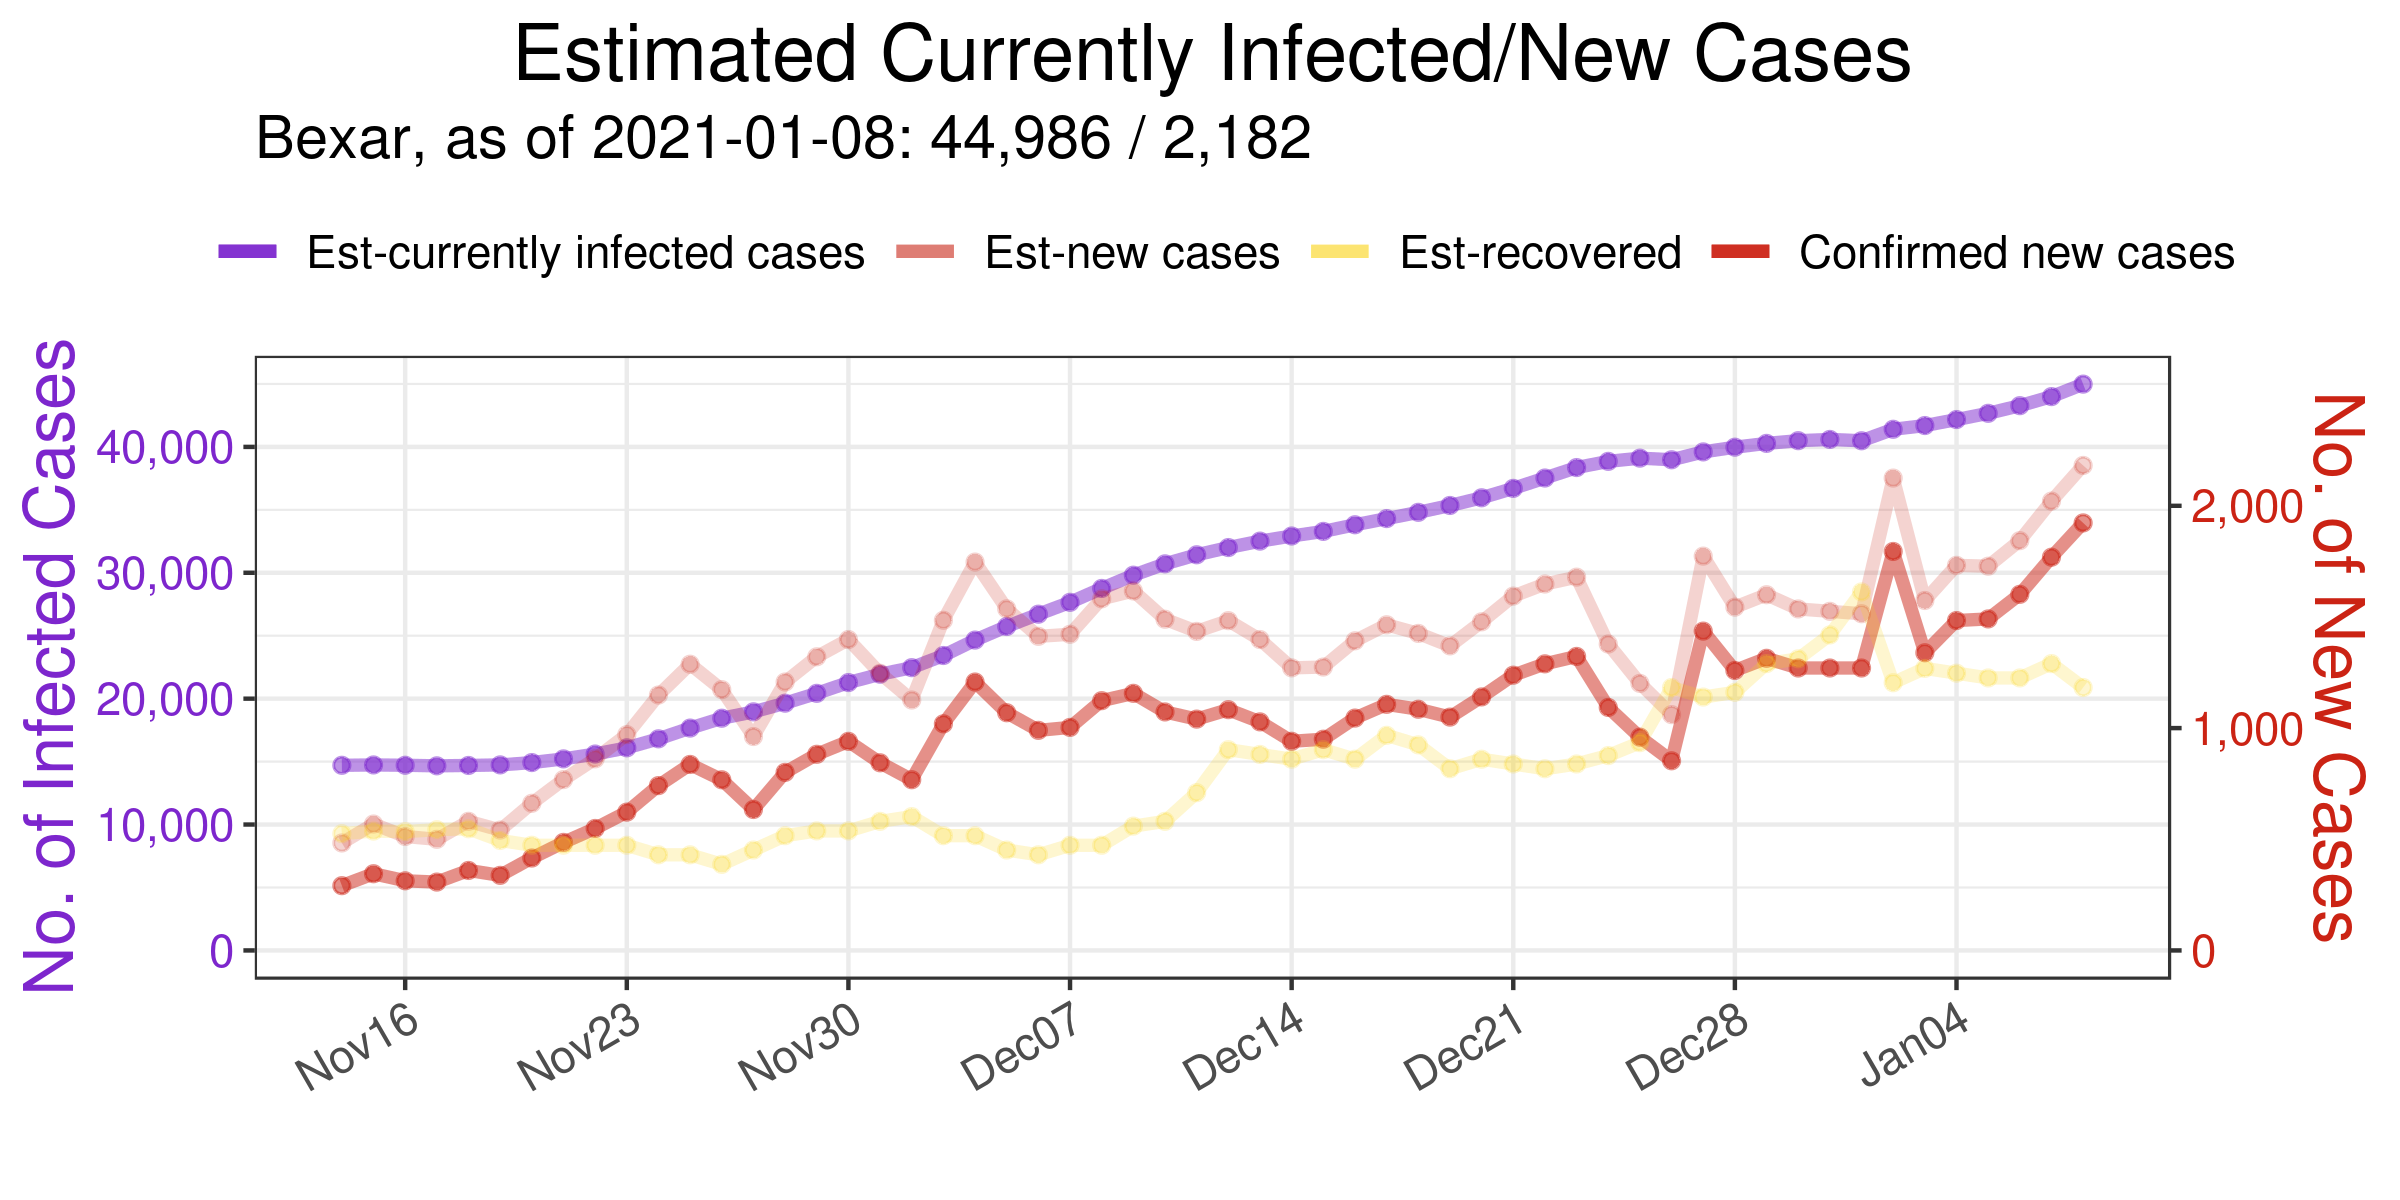 Estimated Currently Infected/New Cases
Bexar, as of 2021-01-08: 44,986 / 2,182
Est-currently infected cases Est-new cases Est-recovered Confirmed new cases
No. of Infected Cases
40,000
30,000
20,000
10,000
0
No. of New Cases
2,000
1,000
0
Nov16 Nov23 Nov30 Dec07 Dec14 Dec21 Dec28 Jan04